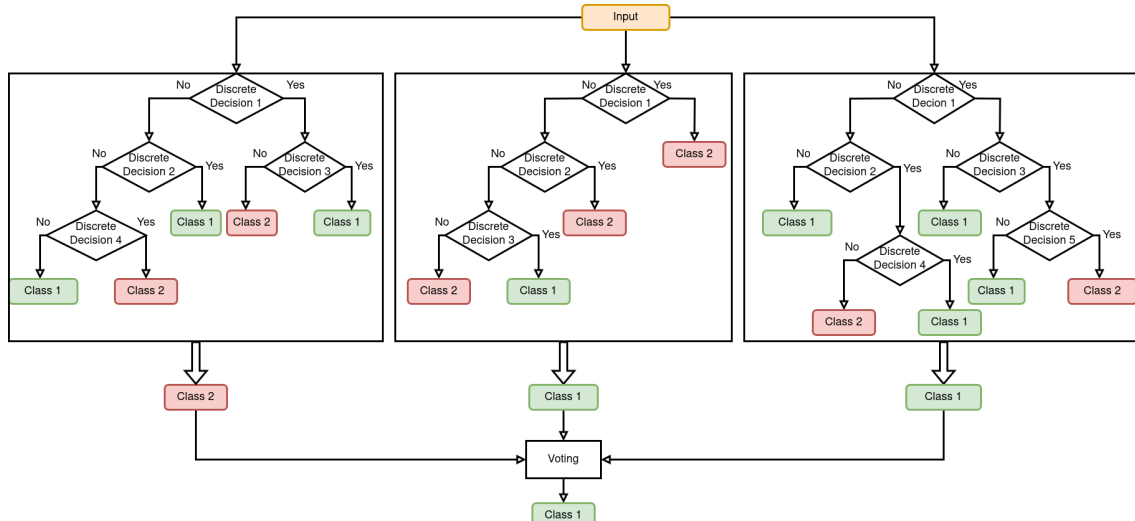 Input
No
Discrete
Decision 1
Yes
No
Discrete
Decision 2
Yes
No
Discrete
Decision 3
Yes
No
Discrete
Decision 4
Yes
Class 1
Class 2
Class 1
Class 1
Class 2
No
Discrete
Decision 1
Yes
Class 2
No
Discrete
Decision 2
Yes
Class 2
No
Discrete
Decision 3
Yes
Class 2
Class 1
No
Discrete
Decion 1
Yes
No
Discrete
Decision 2
Yes
No
Discrete
Decision 3
Yes
Class 1
No
Discrete
Decision 4
Yes
Class 1
No
Discrete
Decision 5
Yes
Class 1
Class 2
Class 2
Class 1
Class 2
Class 1
Class 1
Voting
Class 1